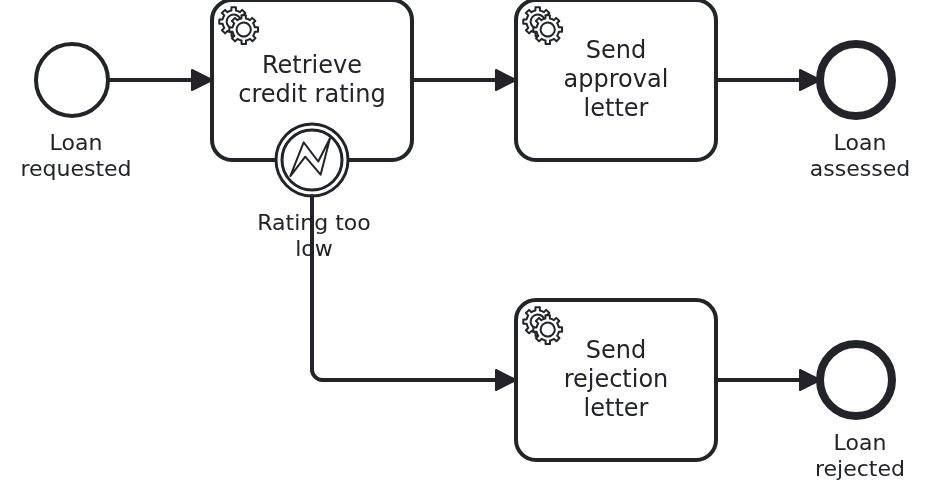 Retrieve
credit rating
Send
approval
letter
Loan
requested
Loan
assessed
Rating too
low
Send
rejection
letter
Loan
rejected